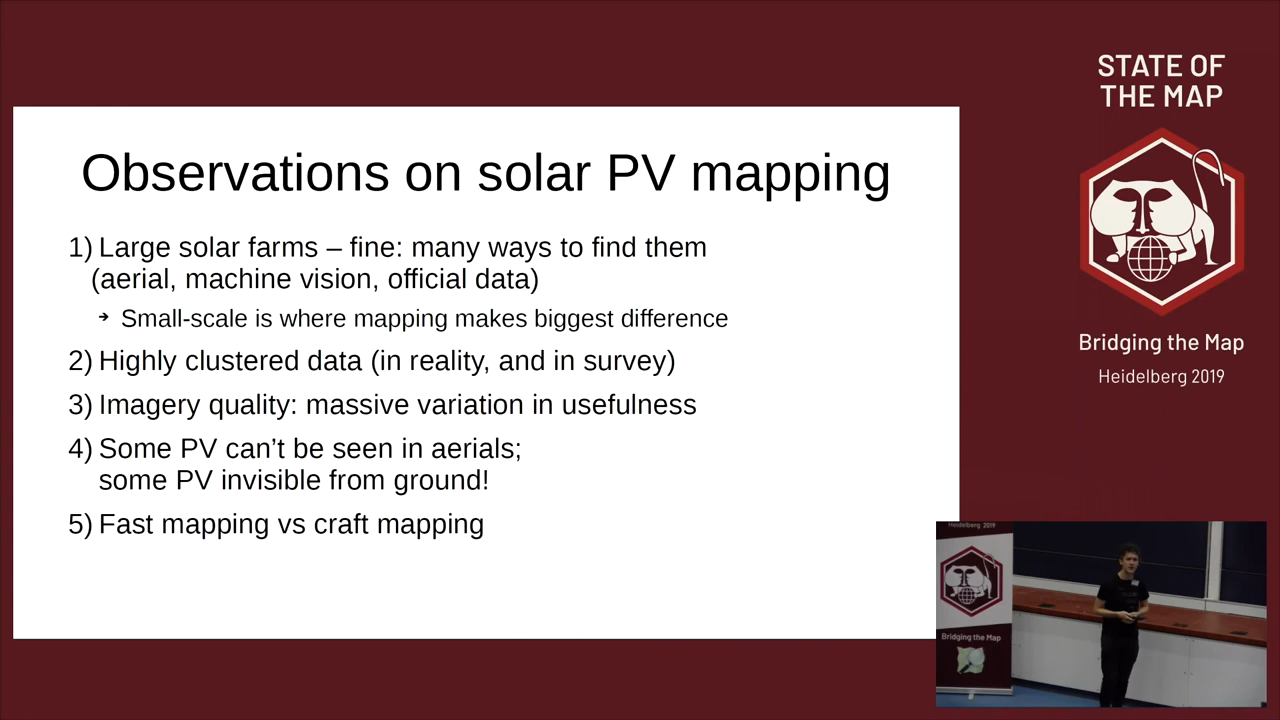 STATE OF
THE MAP
Observations on solar PV mapping
1) Large solar farms – fine: many ways to find them
(aerial, machine vision, official data)
➔ Small-scale is where mapping makes biggest difference
2) Highly clustered data (in reality, and in survey)
3) Imagery quality: massive variation in usefulness
4) Some PV can't be seen in aerials;
some PV invisible from ground!
5) Fast mapping vs craft mapping
Bridging the Map
Heidelberg 2019
Heidelberg 2019
Bridging the Map